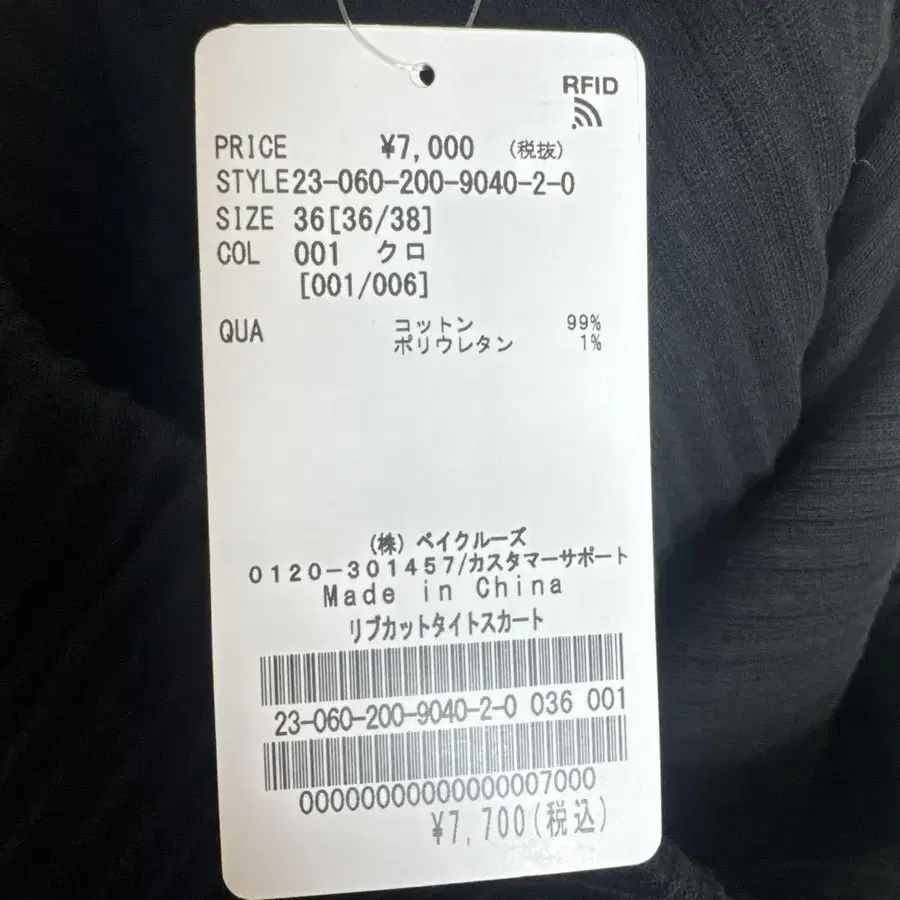 RFID
PRICE ¥7,000 (税抜)
STYLE23-060-200-9040-2-0
SIZE 36[36/38]
COL 001 クロ
[001/006]
QUA コットン 99%
ポリウレタン 1%
(株) ベイクルーズ
0120-301457/カスタマーサポート
Made in China
リブカットタイトスカート
23-060-200-9040-2-0 036 001
00000000000000007000
¥7,700(税込)